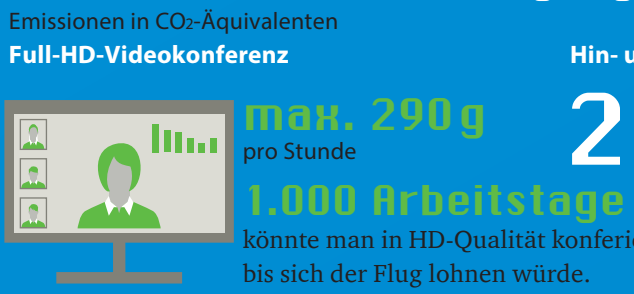 Emissionen in CO2-Äquivalenten
Full-HD-Videokonferenz
Hin- u
max. 290 g
2
pro Stunde
1.000 Arbeitstage
könnte man in HD-Qualität konferie
bis sich der Flug lohnen würde.